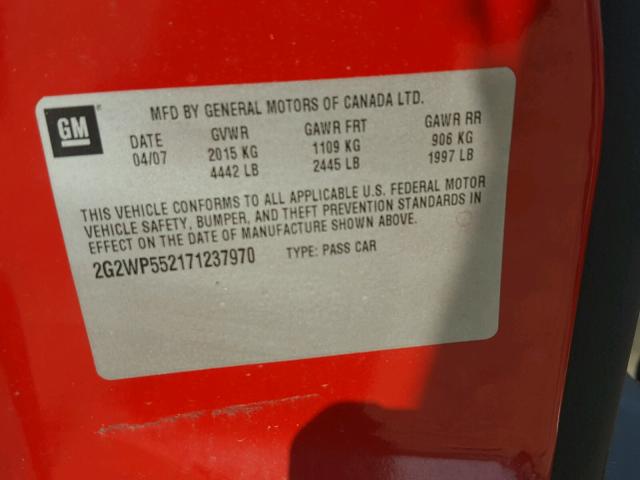 GM
MFD BY GENERAL MOTORS OF CANADA LTD.
DATE GVWR GAWR FRT GAWR RR
04/07 2015 KG 1109 KG 906 KG
4442 LB 2445 LB 1997 LB
THIS VEHICLE CONFORMS TO ALL APPLICABLE U.S. FEDERAL MOTOR
VEHICLE SAFETY, BUMPER, AND THEFT PREVENTION STANDARDS IN
EFFECT ON THE DATE OF MANUFACTURE SHOWN ABOVE.
2G2WP552171237970 TYPE: PASS CAR